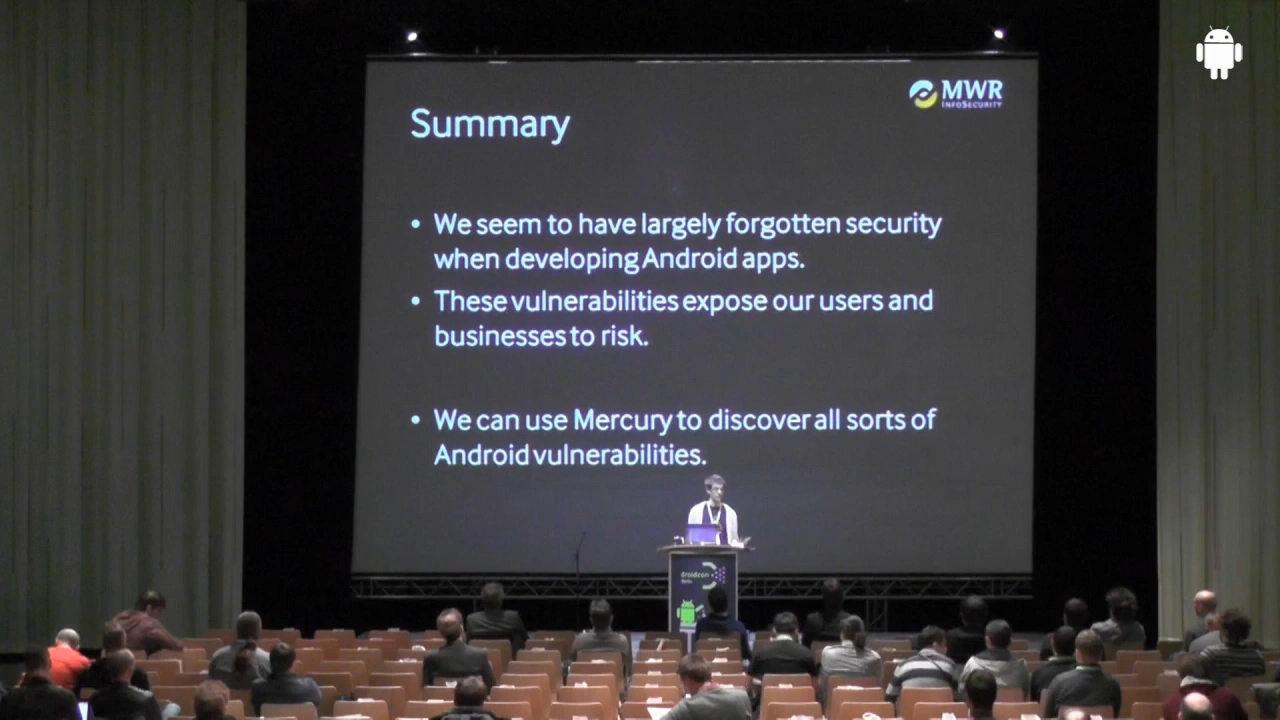 MWR
INFOSECURITY
Summary
• We seem to have largely forgotten security
when developing Android apps.
• These vulnerabilities expose our users and
businesses to risk.
• We can use Mercury to discover all sorts of
Android vulnerabilities.
droidcon
Berlin